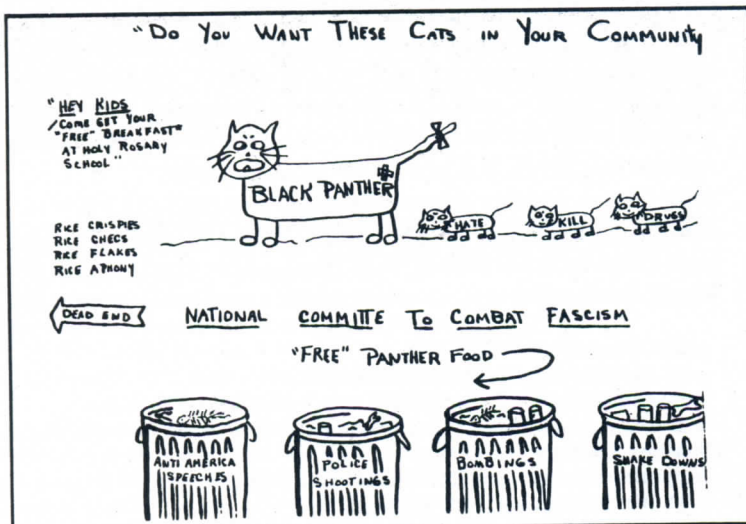 "DO YOU WANT THESE CATS IN YOUR COMMUNITY
"HEY KIDS
COME GET YOUR
"FREE" BREAKFAST"
AT HOLY ROSARY
SCHOOL"
BLACK PANTHER
HATE
KILL
DRUGS
RICE CRISPIES
RICE CHECS
RICE FLAKES
RICE APHONY
DEAD END
NATIONAL COMMITTE TO COMBAT FASCISM
"FREE" PANTHER FOOD
ANTI AMERICA
SPEECHES
POLICE
SHOOTINGS
BOMBINGS
SHAKE DOWNS